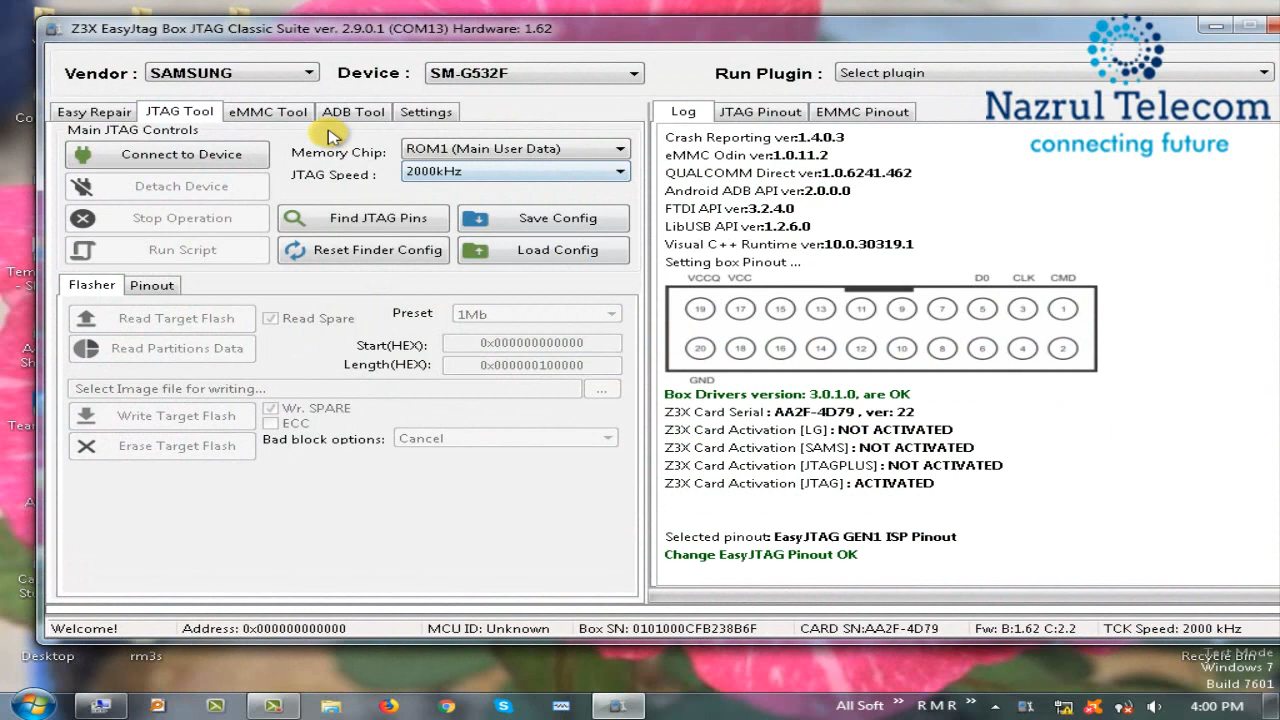 Z3X EasyJtag Box JTAG Classic Suite ver. 2.9.0.1 (COM13) Hardware: 1.62
Vendor : SAMSUNG Device : SM-G532F Run Plugin : Select plugin
Nazrul Telecom
connecting future
Easy Repair JTAG Tool eMMC Tool ADB Tool Settings
Main JTAG Controls
Connect to Device
Memory Chip: ROM1 (Main User Data)
Detach Device
JTAG Speed : 2000kHz
Stop Operation Find JTAG Pins Save Config
Run Script Reset Finder Config Load Config
Flasher Pinout
Read Target Flash Read Spare Preset 1Mb
Read Partitions Data Start(HEX): 0x000000000000
Length(HEX): 0x000000100000
Select Image file for writing... ...
Write Target Flash Wr. SPARE
ECC
Erase Target Flash Bad block options: Cancel
Log JTAG Pinout EMMC Pinout
Crash Reporting ver:1.4.0.3
eMMC Odin ver:1.0.11.2
QUALCOMM Direct ver:1.0.6241.462
Android ADB API ver:2.0.0.0
FTDI API ver:3.2.4.0
LibUSB API ver:1.2.6.0
Visual C++ Runtime ver:10.0.30319.1
Setting box Pinout ...
VCCQ VCC D0 CLK CMD
19 17 15 13 11 9 7 5 3 1
20 18 16 14 12 10 8 6 4 2
GND
Box Drivers version: 3.0.1.0, are OK
Z3X Card Serial : AA2F-4D79 , ver: 22
Z3X Card Activation [LG] : NOT ACTIVATED
Z3X Card Activation [SAMS] : NOT ACTIVATED
Z3X Card Activation [JTAGPLUS] : NOT ACTIVATED
Z3X Card Activation [JTAG] : ACTIVATED
Selected pinout: EasyJTAG GEN1 ISP Pinout
Change EasyJTAG Pinout OK
Welcome! Address: 0x000000000000 MCU ID: Unknown Box SN: 0101000CFB238B6F CARD SN:AA2F-4D79 Fw: B:1.62 C:2.2 TCK Speed: 2000 kHz
Desktop rm3s Recycle Bin
Test Mode
Windows 7
Build 7601
All Soft » R M R » 4:00 PM